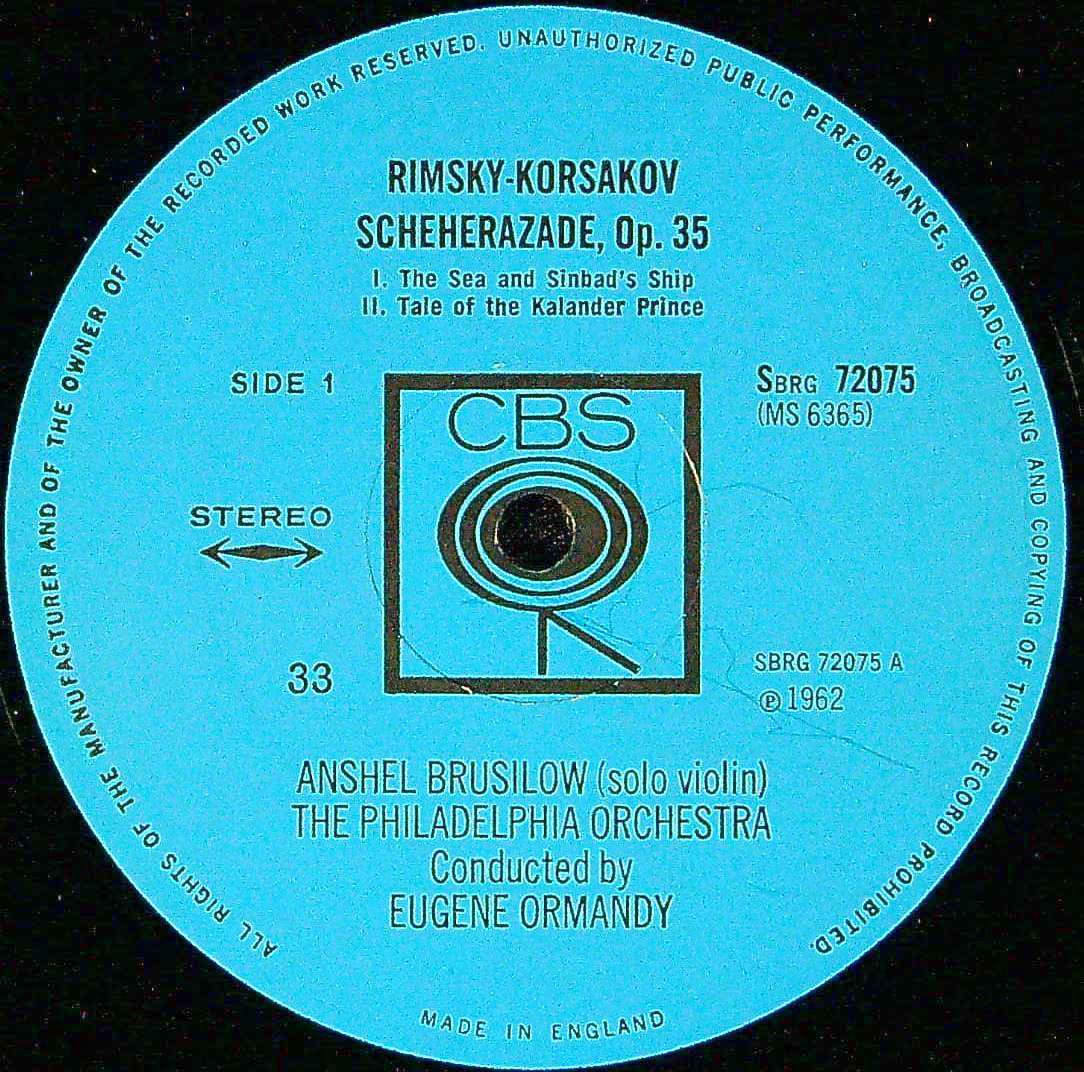 ALL RIGHTS OF THE MANUFACTURER AND OF THE OWNER OF THE RECORDED WORK RESERVED. UNAUTHORIZED PUBLIC PERFORMANCE, BROADCASTING AND COPYING OF THIS RECORD PROHIBITED.
RIMSKY-KORSAKOV
SCHEHERAZADE, Op. 35
I. The Sea and Sinbad's Ship
II. Tale of the Kalander Prince
SIDE 1
CBS
SBRG 72075
(MS 6365)
STEREO
33
SBRG 72075 A
℗ 1962
ANSHEL BRUSILOW (solo violin)
THE PHILADELPHIA ORCHESTRA
Conducted by
EUGENE ORMANDY
MADE IN ENGLAND